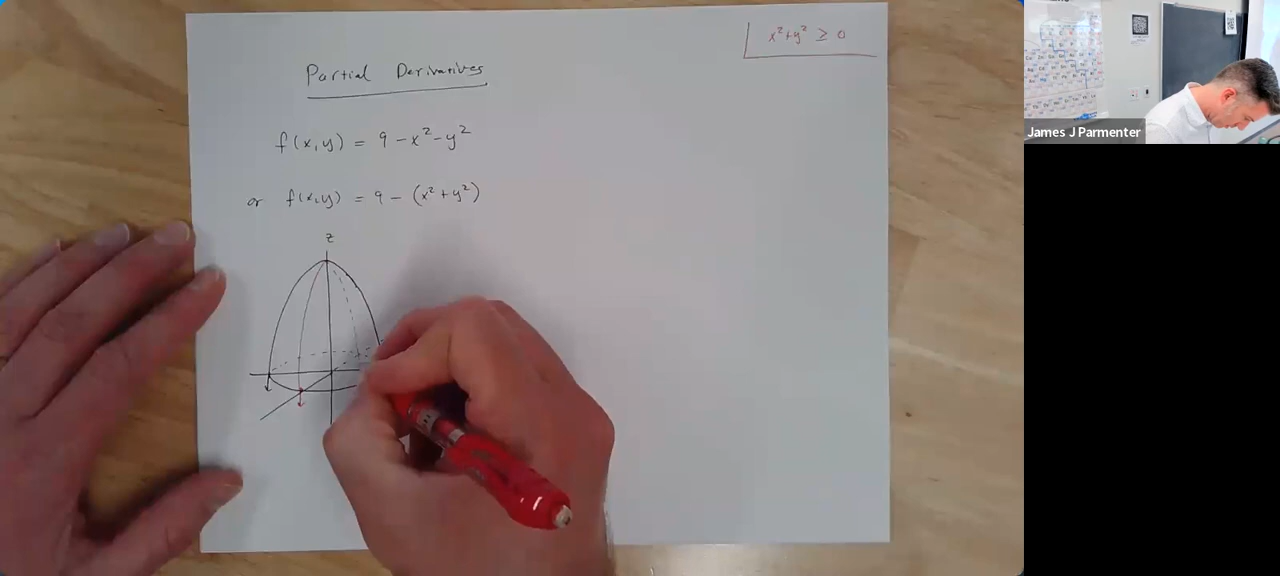 x² + y² ≥ 0
Partial Derivatives
f(x,y) = 9 - x² - y²
or f(x,y) = 9 - (x² + y²)
z
James J Parmenter